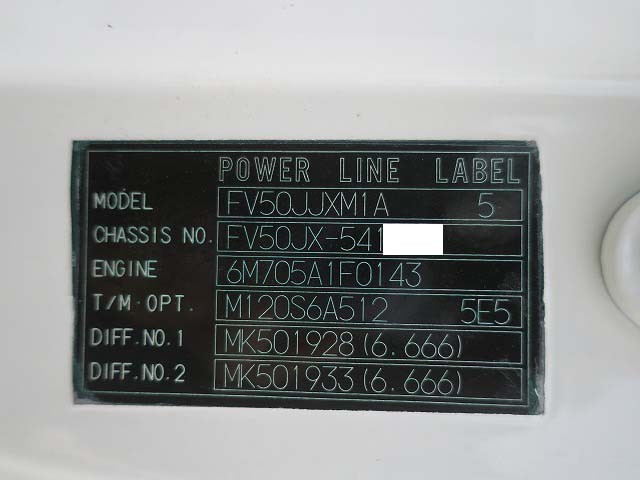 POWER LINE LABEL
MODEL FV50JJXM1A 5
CHASSIS NO. FV50JX-541
ENGINE 6M705A1F0143
T/M·OPT. M120S6A512 5E5
DIFF.NO.1 MK501928(6.666)
DIFF.NO.2 MK501933(6.666)